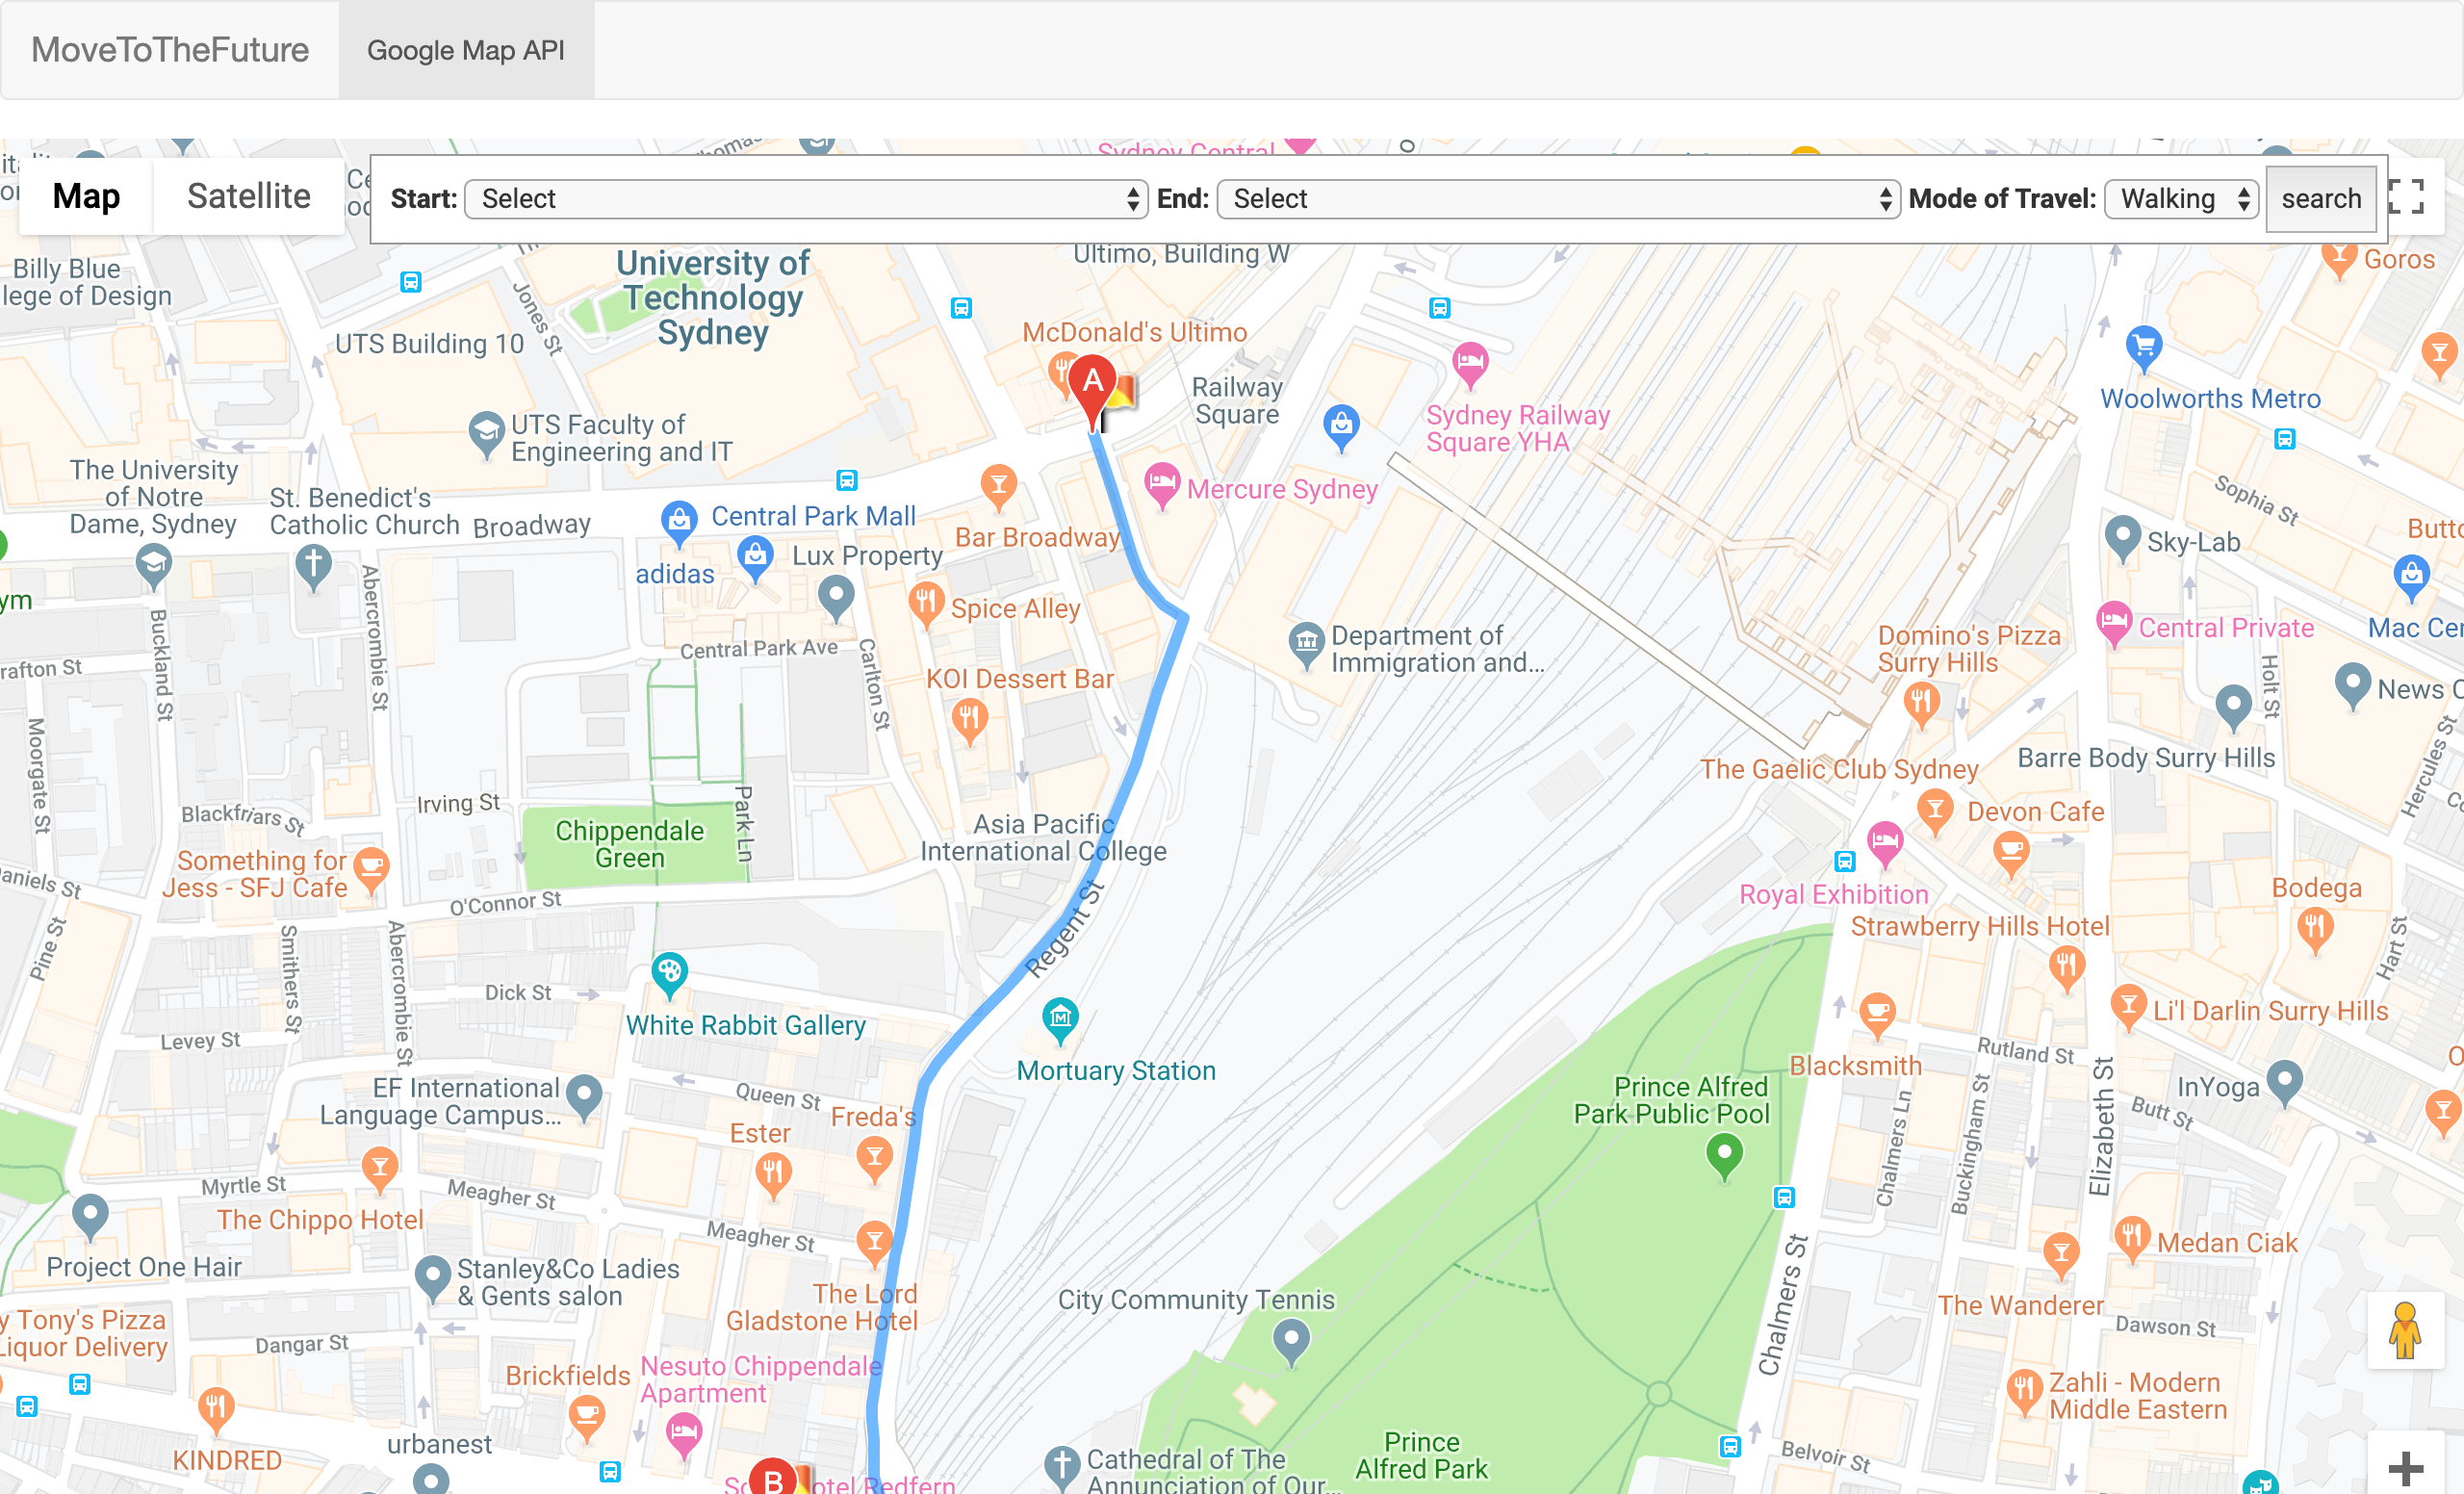 MoveToTheFuture
Google Map API
Sydney Central
Map
Satellite
Start:
Select
End:
Select
Mode of Travel:
Walking
search
Ultimo, Building W
Goros
Billy Blue
lege of Design
University of
Technology
Sydney
Jones St
UTS Building 10
McDonald's Ultimo
A
Railway
Square
Sydney Railway
Square YHA
Woolworths Metro
UTS Faculty of
Engineering and IT
The University
of Notre
Dame, Sydney
St. Benedict's
Catholic Church
Broadway
Central Park Mall
Mercure Sydney
Sophia St
Bar Broadway
Lux Property
adidas
Sky-Lab
Butto
ym
Abercrombie St
Buckland St
Spice Alley
Central Park Ave
Carlton St
Department of
Immigration and...
Domino's Pizza
Surry Hills
Central Private
Mac Cen
rafton St
KOI Dessert Bar
Holt St
News C
Moorgate St
Barre Body Surry Hills
The Gaelic Club Sydney
Hercules St
Irving St
Blackfriars St
Park Ln
Chippendale
Green
Asia Pacific
International College
Devon Cafe
Something for
Jess - SFJ Cafe
aniels St
O'Connor St
Regent St
Royal Exhibition
Bodega
Strawberry Hills Hotel
Pine St
Smithers St
Abercrombie St
Hart St
Dick St
White Rabbit Gallery
Levey St
Mortuary Station
Li'l Darlin Surry Hills
Rutland St
Blacksmith
EF International
Language Campus...
Queen St
Freda's
Ester
Prince Alfred
Park Public Pool
InYoga
Butt St
Chalmers Ln
Buckingham St
Elizabeth St
Myrtle St
Meagher St
The Chippo Hotel
Meagher St
Project One Hair
Medan Ciak
Chalmers St
Stanley&Co Ladies
& Gents salon
The Lord
Gladstone Hotel
City Community Tennis
The Wanderer
Dawson St
y Tony's Pizza
Liquor Delivery
Dangar St
Brickfields
Nesuto Chippendale
Apartment
Zahli - Modern
Middle Eastern
urbanest
KINDRED
Prince
Alfred Park
Belvoir St
Cathedral of The
Annunciation of Our...
B
otel Redfern